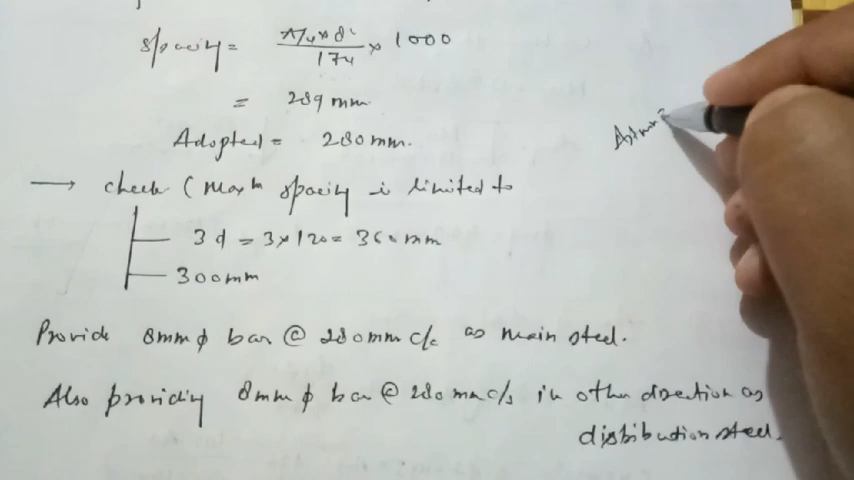 Spacing = π/4 × 8² / 174 × 1000
= 289 mm
Adopted = 280 mm.
→ check (Maxᵐ spacing is limited to
3d = 3×120 = 360 mm
300mm
Provide 8mm ϕ bar @ 280mm c/c as main steel.
Also providing 8mm ϕ bar @ 280 mm c/c in other direction as
distribution steel.